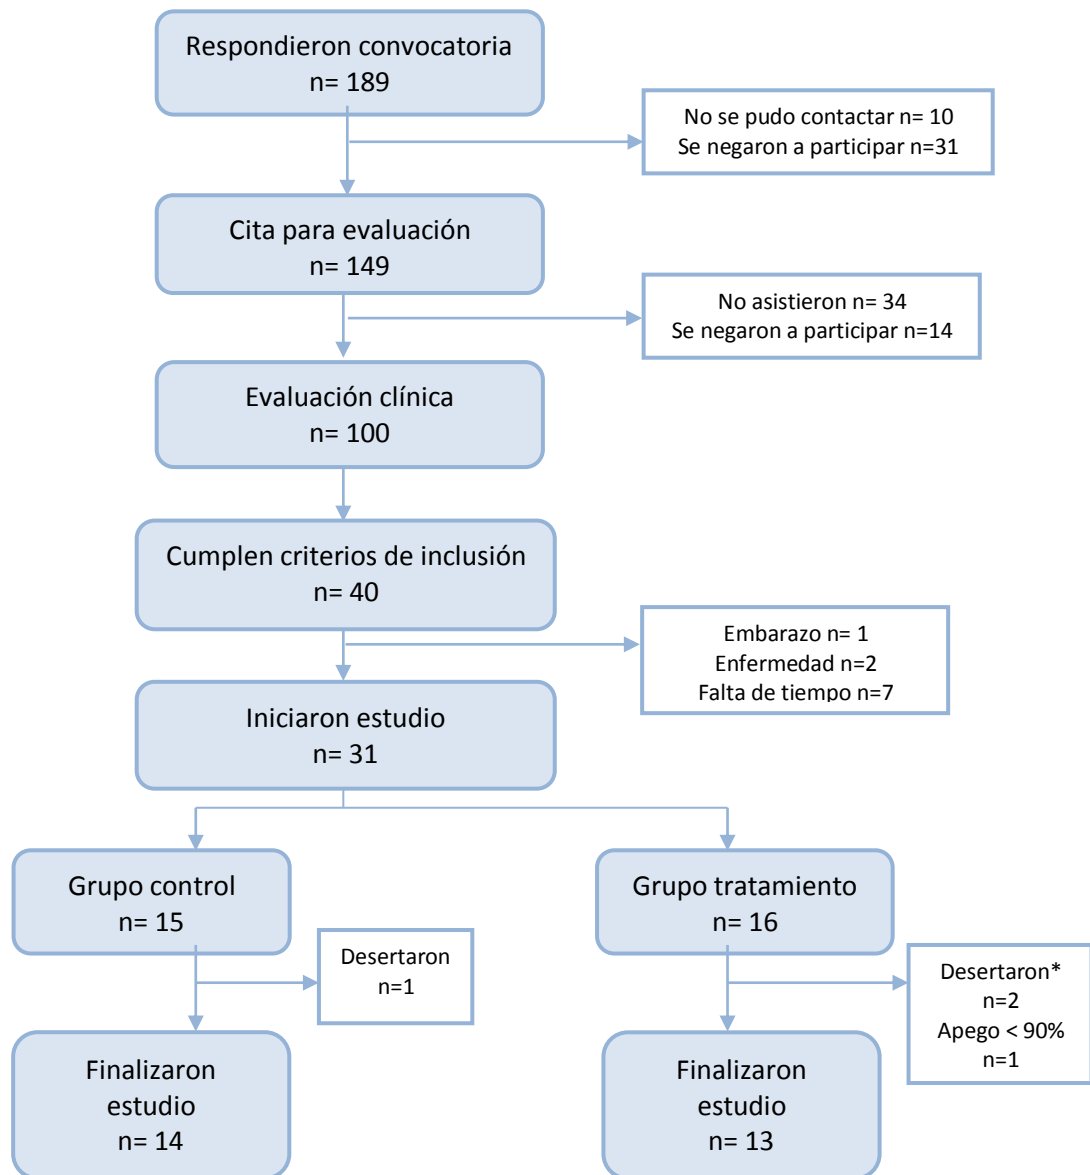 Respondieron convocatoria
n= 189
No se pudo contactar n= 10
Se negaron a participar n=31
Cita para evaluación
n= 149
No asistieron n= 34
Se negaron a participar n=14
Evaluación clínica
n= 100
Cumplen criterios de inclusión
n= 40
Embarazo n= 1
Enfermedad n=2
Falta de tiempo n=7
Iniciaron estudio
n= 31
Grupo control
n= 15
Grupo tratamiento
n= 16
Desertaron
n=1
Desertaron*
n=2
Apego < 90%
n=1
Finalizaron
estudio
n= 14
Finalizaron
estudio
n= 13